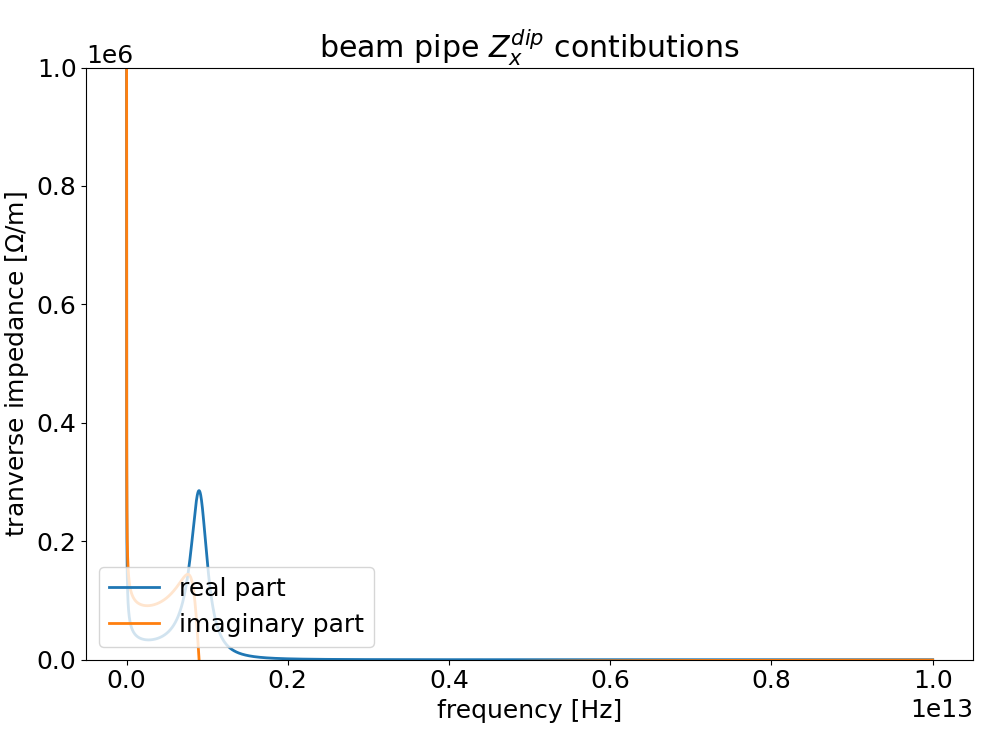 beam pipe $Z_x^{dip}$ contibutions
1e6
1.0
0.8
0.6
0.4
0.2
0.0
tranverse impedance [Ω/m]
real part
imaginary part
0.0 0.2 0.4 0.6 0.8 1.0
frequency [Hz]
1e13